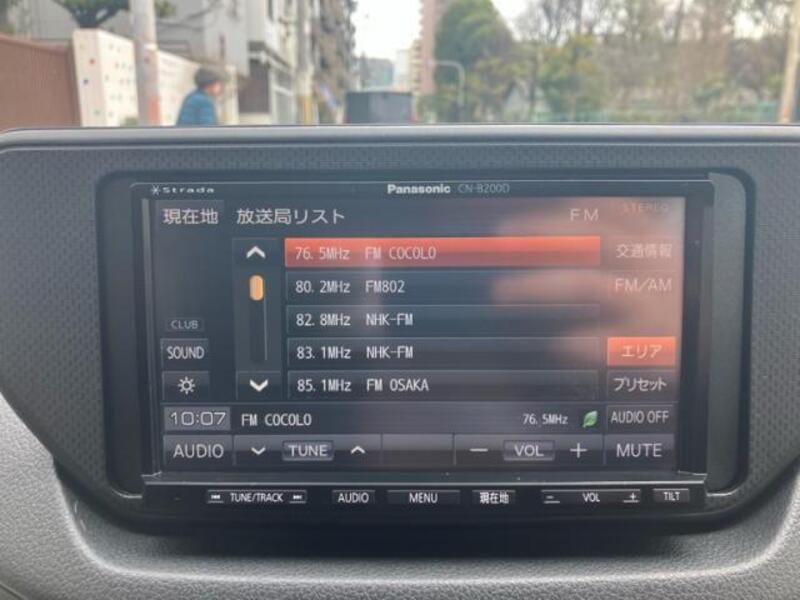 Strada Panasonic CN-B200D
現在地 放送局リスト FM STEREO
76.5MHz FM COCOLO 交通情報
80.2MHz FM802 FM/AM
82.8MHz NHK-FM
CLUB
SOUND 83.1MHz NHK-FM エリア
85.1MHz FM OSAKA プリセット
10:07 FM COCOLO 76.5MHz AUDIO OFF
AUDIO TUNE − VOL + MUTE
TUNE/TRACK AUDIO MENU 現在地 − VOL + TILT